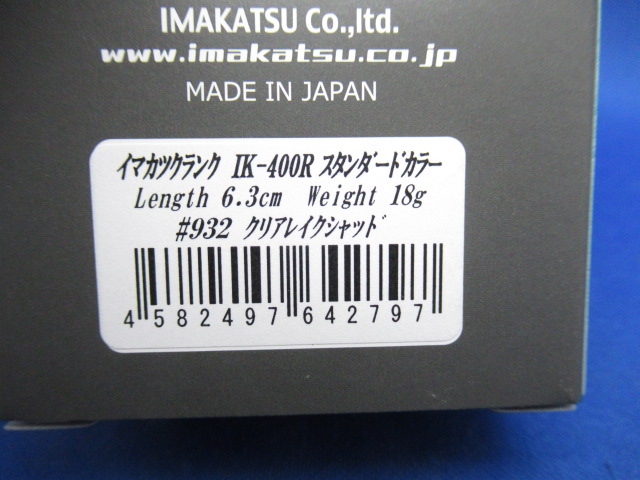 IMAKATSU Co.,ltd.
www.imakatsu.co.jp
MADE IN JAPAN
イマカツクランク IK-400R スタンダードカラー
Length 6.3cm Weight 18g
#932 クリアレイクシャッド
4 582497 642797